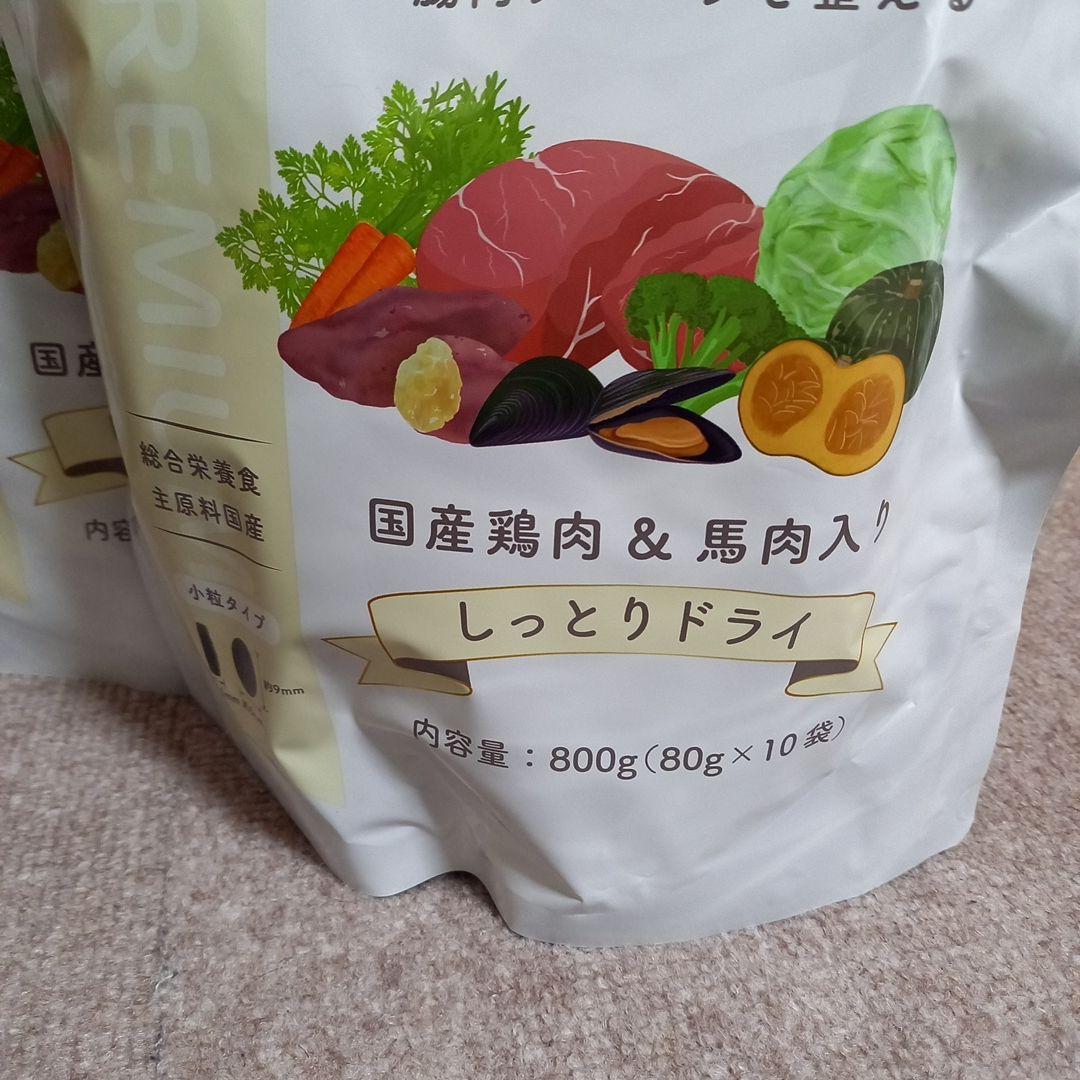 REMIU
総合栄養食
主原料国産
小粒タイプ
約9mm
国産鶏肉 & 馬肉入り
しっとりドライ
内容量：800g（80g×10袋）
国産
内容